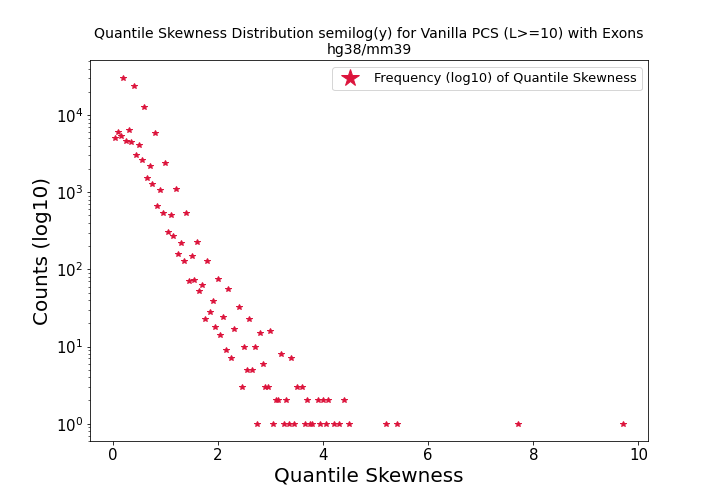 Quantile Skewness Distribution semilog(y) for Vanilla PCS (L>=10) with Exons
hg38/mm39
Frequency (log10) of Quantile Skewness
Counts (log10)
10⁴
10³
10²
10¹
10⁰
0 2 4 6 8 10
Quantile Skewness